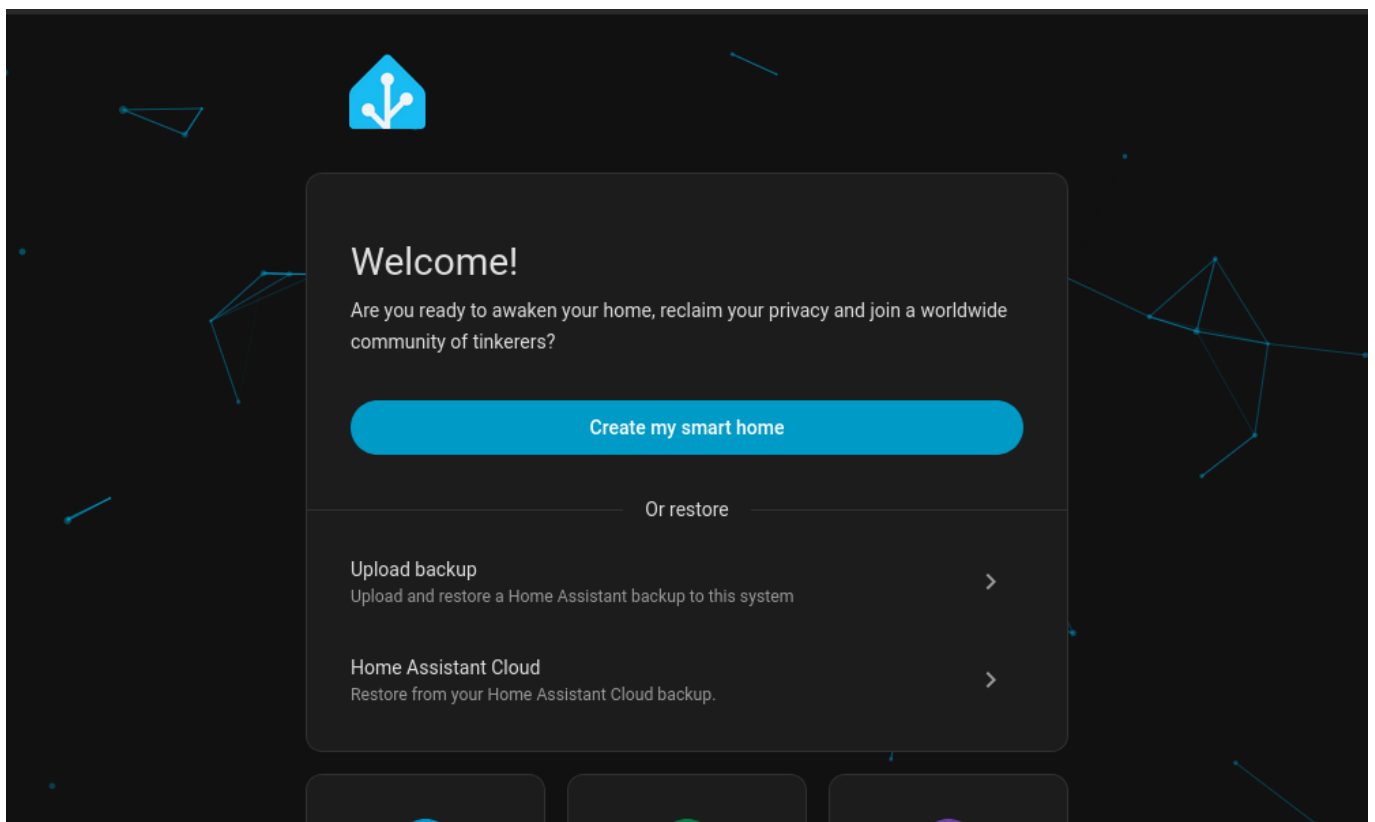 Welcome!
Are you ready to awaken your home, reclaim your privacy and join a worldwide
community of tinkerers?
Create my smart home
Or restore
Upload backup
Upload and restore a Home Assistant backup to this system
Home Assistant Cloud
Restore from your Home Assistant Cloud backup.